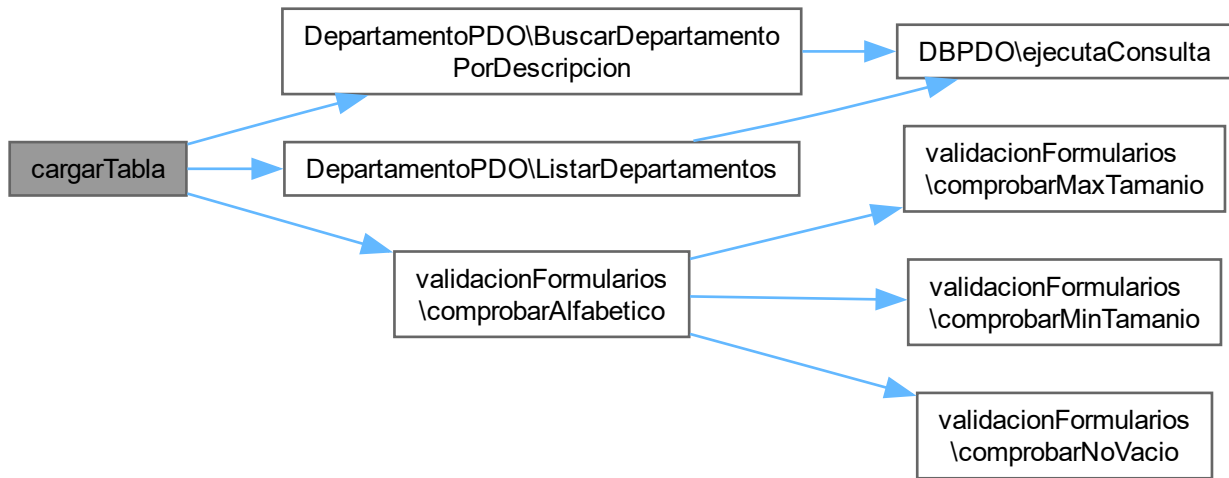 cargarTabla
DepartamentoPDO\BuscarDepartamento
PorDescripcion
DepartamentoPDO\ListarDepartamentos
validacionFormularios
\comprobarAlfabetico
DBPDO\ejecutaConsulta
validacionFormularios
\comprobarMaxTamanio
validacionFormularios
\comprobarMinTamanio
validacionFormularios
\comprobarNoVacio